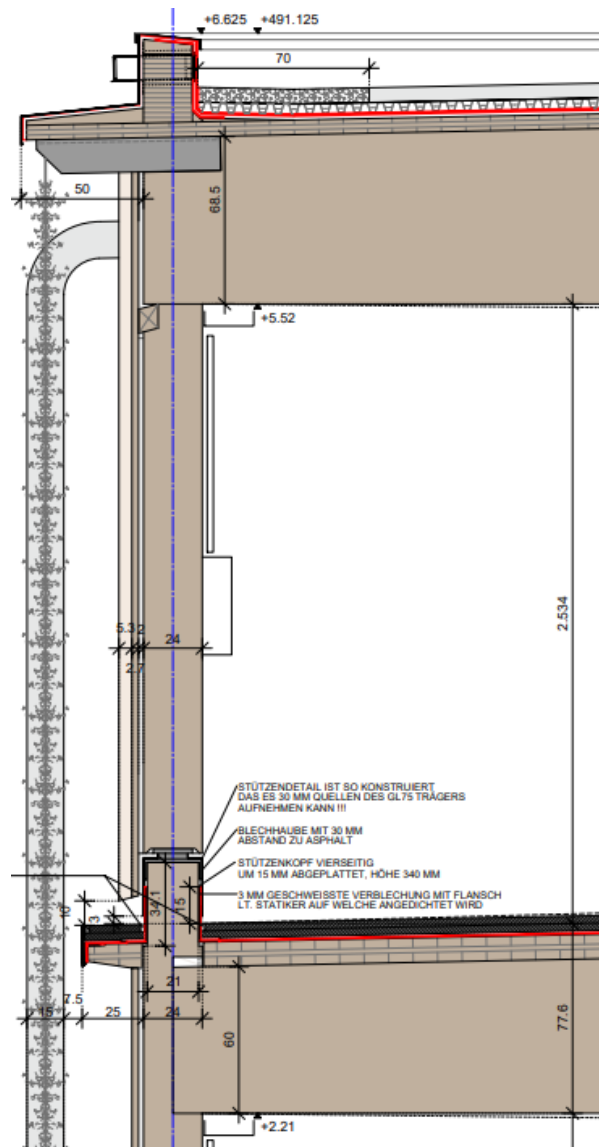 +6.625 +491.125
70
50
68.5
+5.52
5.3
2
24
2.7
2.534
STÜTZENDETAIL IST SO KONSTRUIERT
DAS ES 30 MM QUELLEN DES GL75 TRÄGERS
AUFNEHMEN KANN !!!
BLECHHAUBE MIT 30 MM
ABSTAND ZU ASPHALT
STÜTZENKOPF VIERSEITIG
UM 15 MM ABGEPLATTET, HÖHE 340 MM
3 MM GESCHWEISSTE VERBLECHUNG MIT FLANSCH
LT. STATIKER AUF WELCHE ANGEDICHTET WIRD
10
3
34.1
15
21
7.5
15
25
24
60
77.6
+2.21